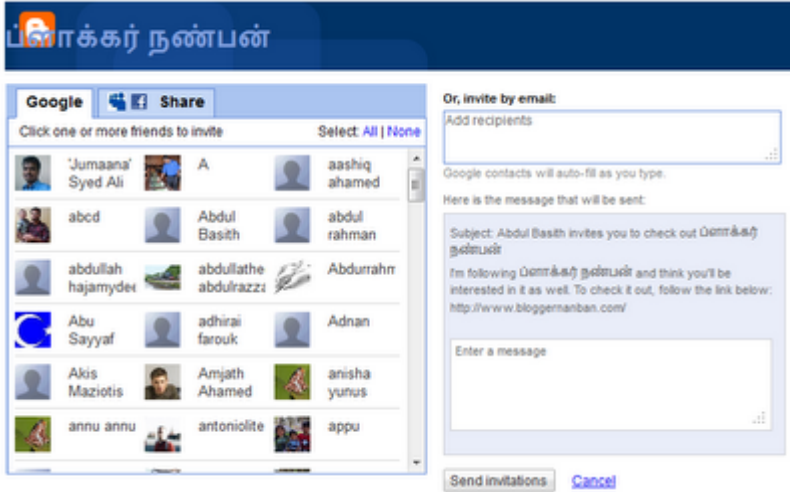 ப்ளாக்கர் நண்பன்
Google
Share
Click one or more friends to invite
Select: All | None
'Jumaana'
Syed Ali
A
aashiq
ahamed
abcd
Abdul
Basith
abdul
rahman
abdullah
hajamydee
abdullathe
abdulrazza
Abdurrahm
Abu
Sayyaf
adhirai
farouk
Adnan
Akis
Maziotis
Amjath
Ahamed
anisha
yunus
annu annu
antoniolite
appu
Or, invite by email:
Add recipients
Google contacts will auto-fill as you type.
Here is the message that will be sent:
Subject: Abdul Basith invites you to check out ப்ளாக்கர்
நண்பன்
I'm following ப்ளாக்கர் நண்பன் and think you'll be
interested in it as well. To check it out, follow the link below:
http://www.bloggernanban.com/
Enter a message
Send invitations
Cancel